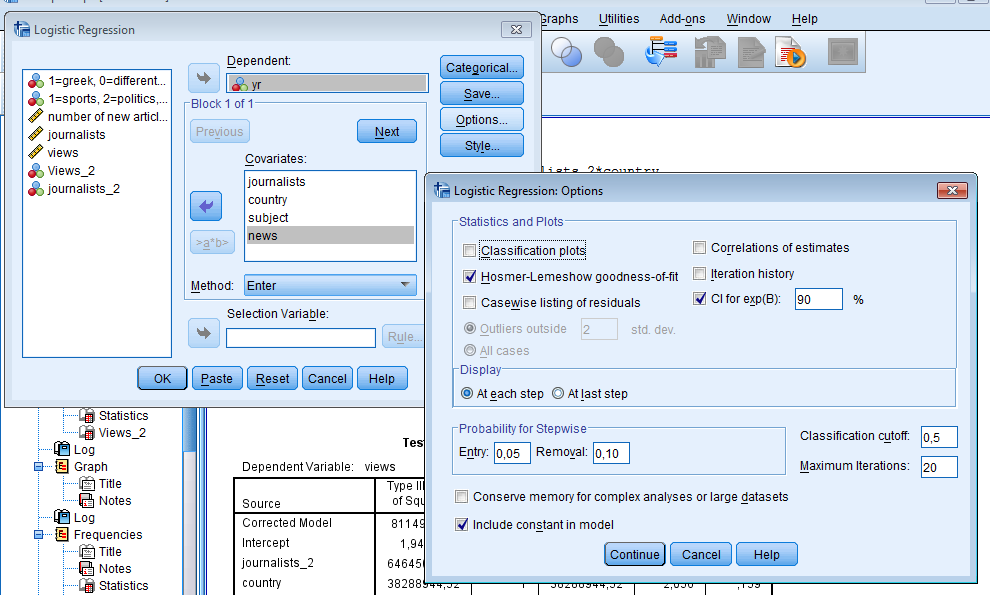 Graphs Utilities Add-ons Window Help
Logistic Regression
1=greek, 0=different...
1=sports, 2=politics,...
number of new articl...
journalists
views
Views_2
journalists_2
Dependent:
yr
Block 1 of 1
Previous
Next
Covariates:
journalists
country
subject
news
>a*b>
Method: Enter
Selection Variable:
Rule...
OK Paste Reset Cancel Help
Categorical...
Save...
Options...
Style...
lists_2*country
Logistic Regression: Options
Statistics and Plots
Classification plots
Hosmer-Lemeshow goodness-of-fit
Casewise listing of residuals
Outliers outside 2 std. dev.
All cases
Correlations of estimates
Iteration history
CI for exp(B): 90 %
Display
At each step At last step
Probability for Stepwise
Entry: 0,05 Removal: 0,10
Classification cutoff: 0,5
Maximum Iterations: 20
Conserve memory for complex analyses or large datasets
Include constant in model
Continue Cancel Help
Statistics
Views_2
Log
Graph
Title
Notes
Log
Frequencies
Title
Notes
Statistics
Dependent Variable: views
Source
Type III
of Squ
Corrected Model 81149
Intercept 1,94
journalists_2 64645
country